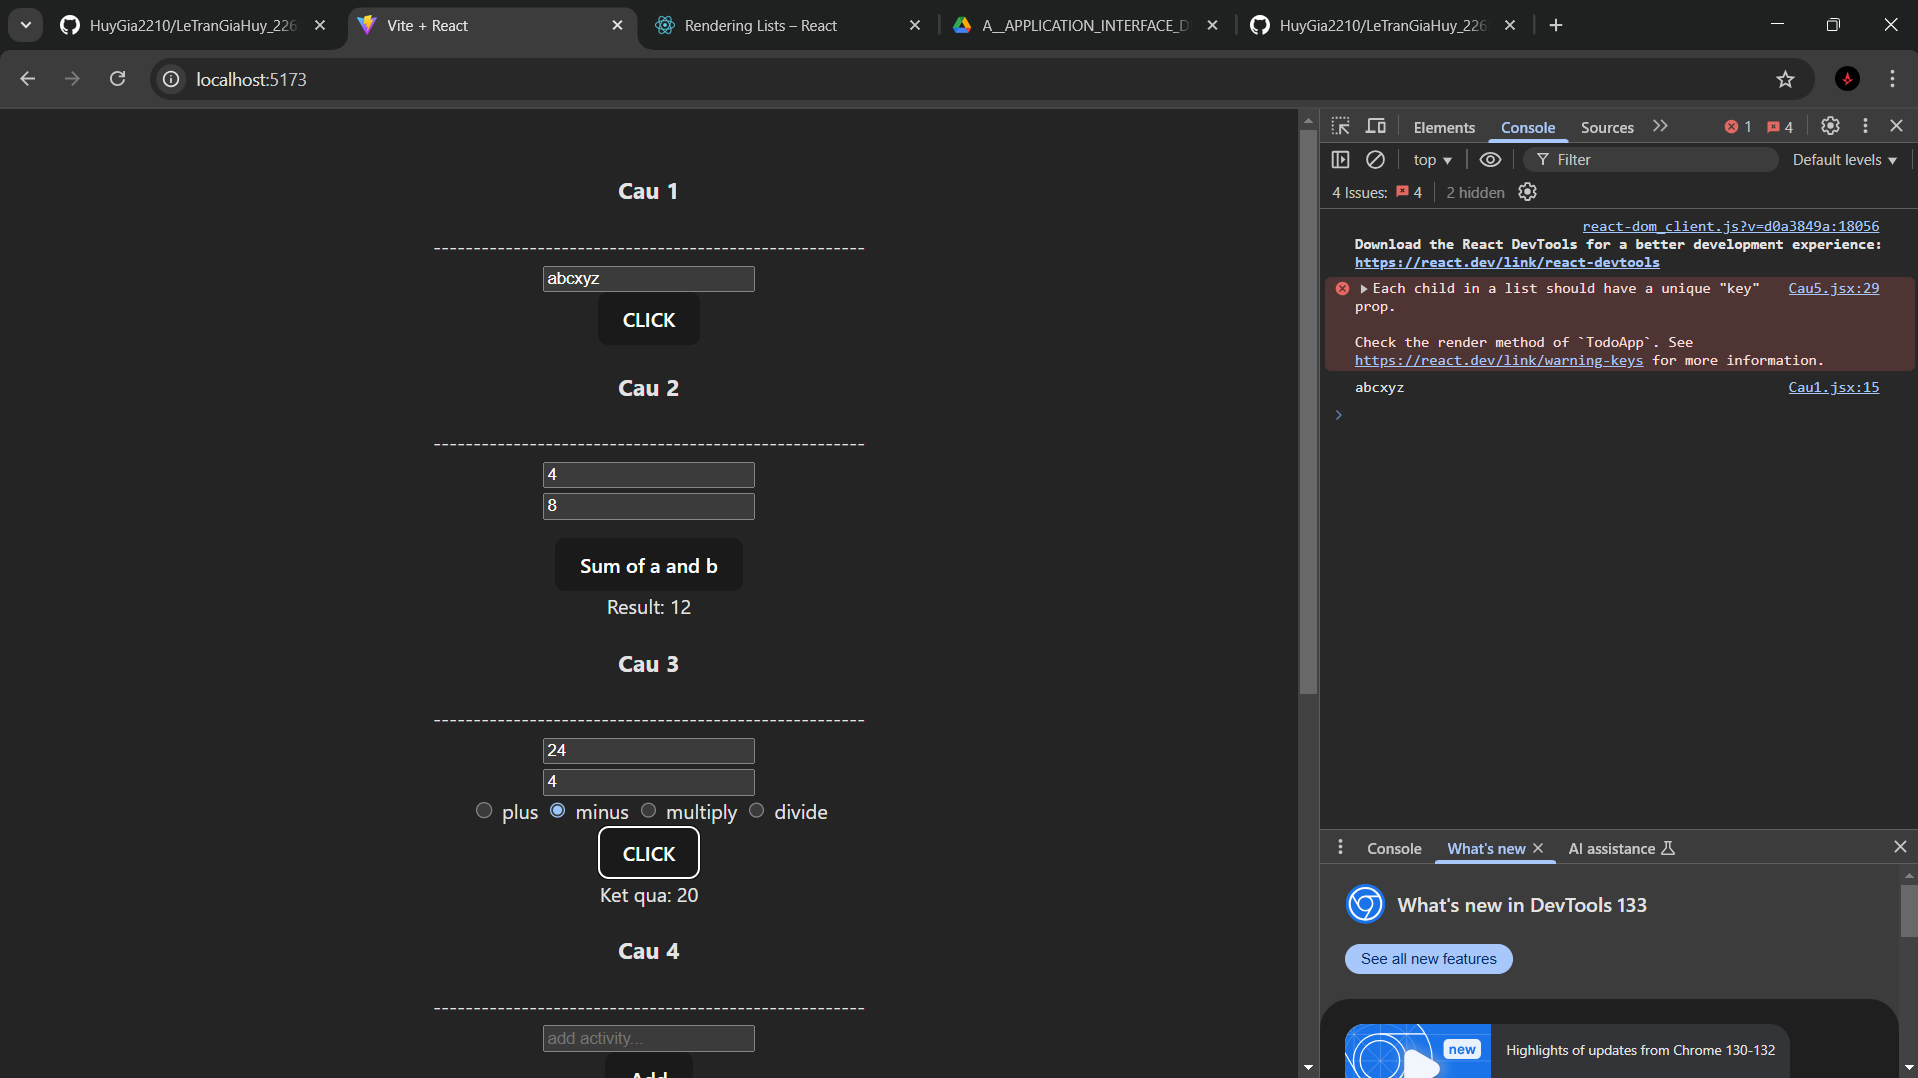 HuyGia2210/LeTranGiaHuy_226
Vite + React
Rendering Lists – React
A__APPLICATION_INTERFACE_D
HuyGia2210/LeTranGiaHuy_226
localhost:5173
Cau 1
------------------------------------------------------
abcxyz
CLICK
Cau 2
------------------------------------------------------
4
8
Sum of a and b
Result: 12
Cau 3
------------------------------------------------------
24
4
plus minus multiply divide
CLICK
Ket qua: 20
Cau 4
------------------------------------------------------
add activity...
Add
Elements Console Sources 1 4
top Filter Default levels
4 Issues: 4 2 hidden
react-dom_client.js?v=d0a3849a:18056
Download the React DevTools for a better development experience:
https://react.dev/link/react-devtools
Each child in a list should have a unique "key" Cau5.jsx:29
prop.
Check the render method of `TodoApp`. See
https://react.dev/link/warning-keys for more information.
abcxyz Cau1.jsx:15
Console What's new AI assistance
What's new in DevTools 133
See all new features
new
Highlights of updates from Chrome 130-132